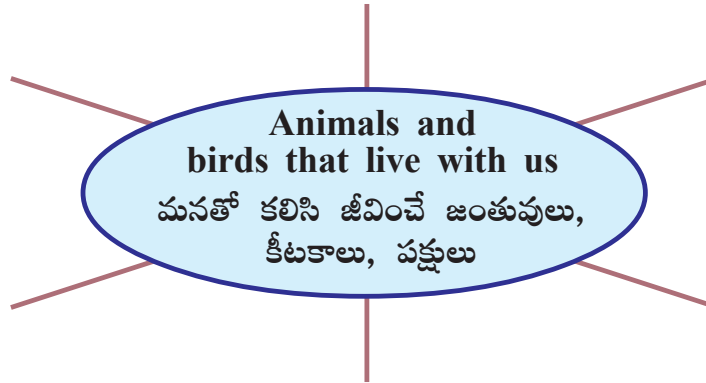 Animals and
birds that live with us
మనతో కలిసి జీవించే జంతువులు,
కీటకాలు, పక్షులు